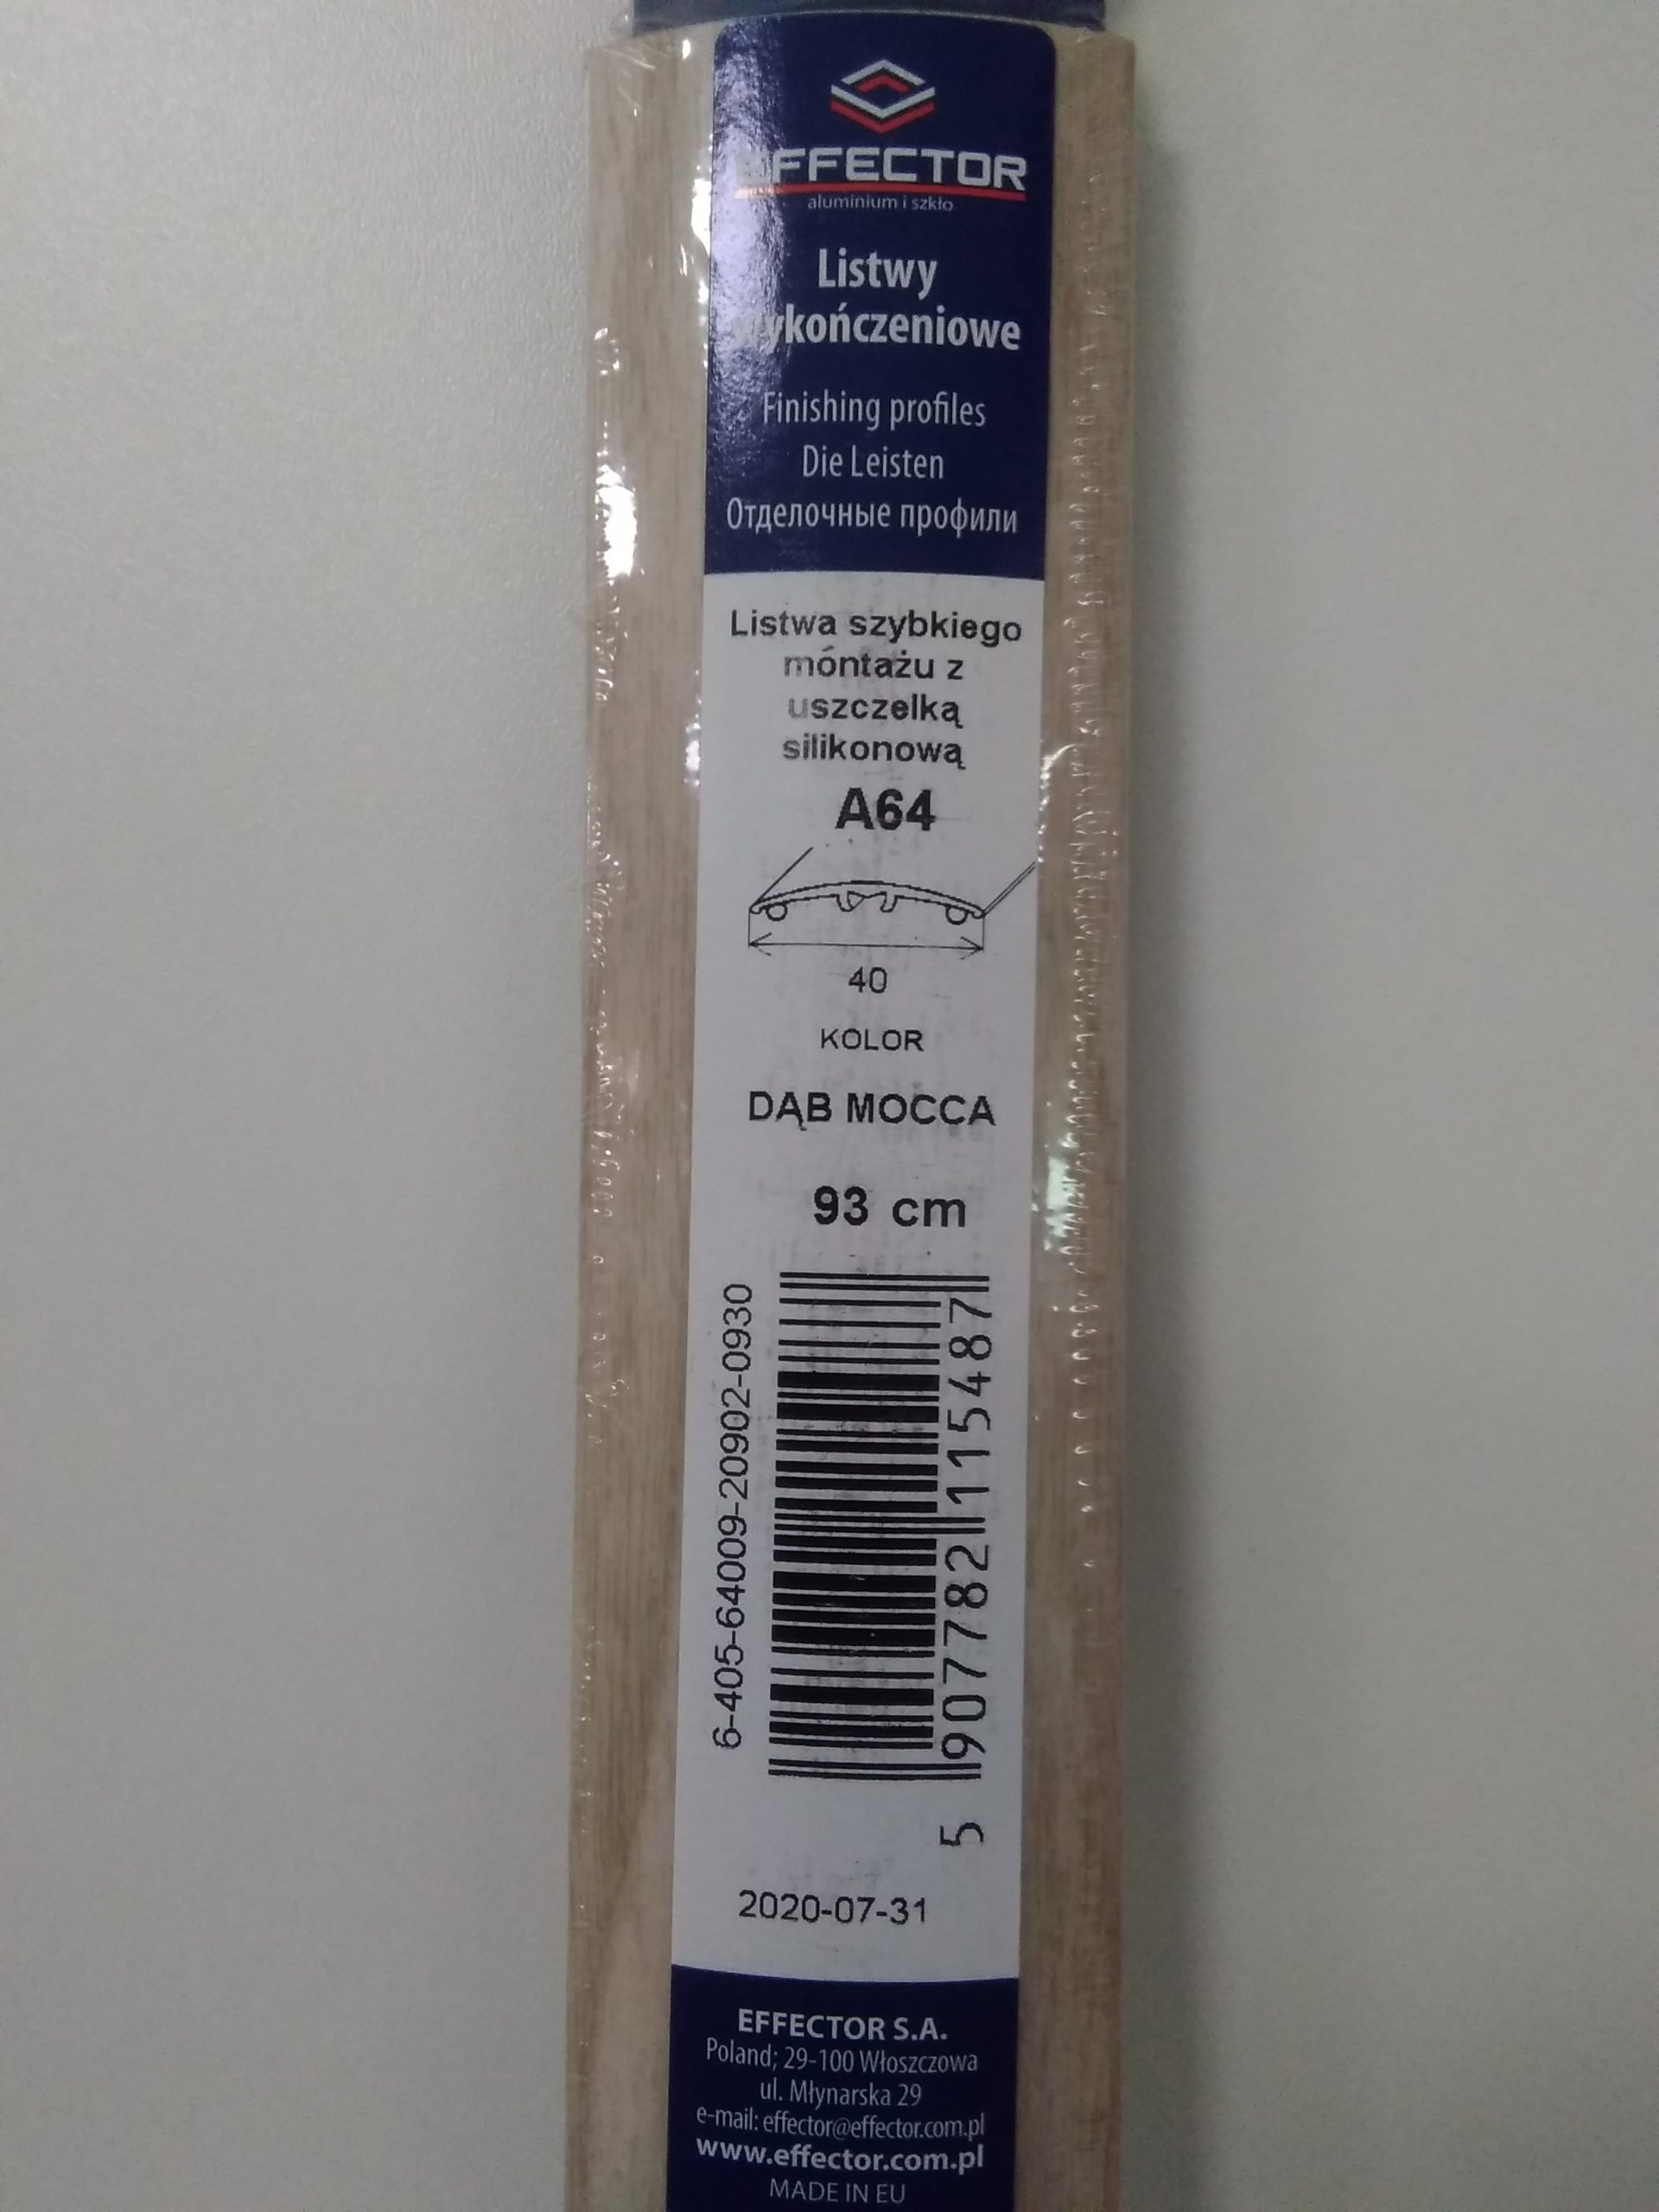 EFFECTOR
aluminium i szkło
Listwy
wykończeniowe
Finishing profiles
Die Leisten
Отделочные профили
Listwa szybkiego
montażu z
uszczelką
silikonową
A64
40
KOLOR
DĄB MOCCA
93 cm
6-405-64009-20902-0930
5 907782 115487
2020-07-31
EFFECTOR S.A.
Poland; 29-100 Włoszczowa
ul. Młynarska 29
e-mail: effector@effector.com.pl
www.effector.com.pl
MADE IN EU